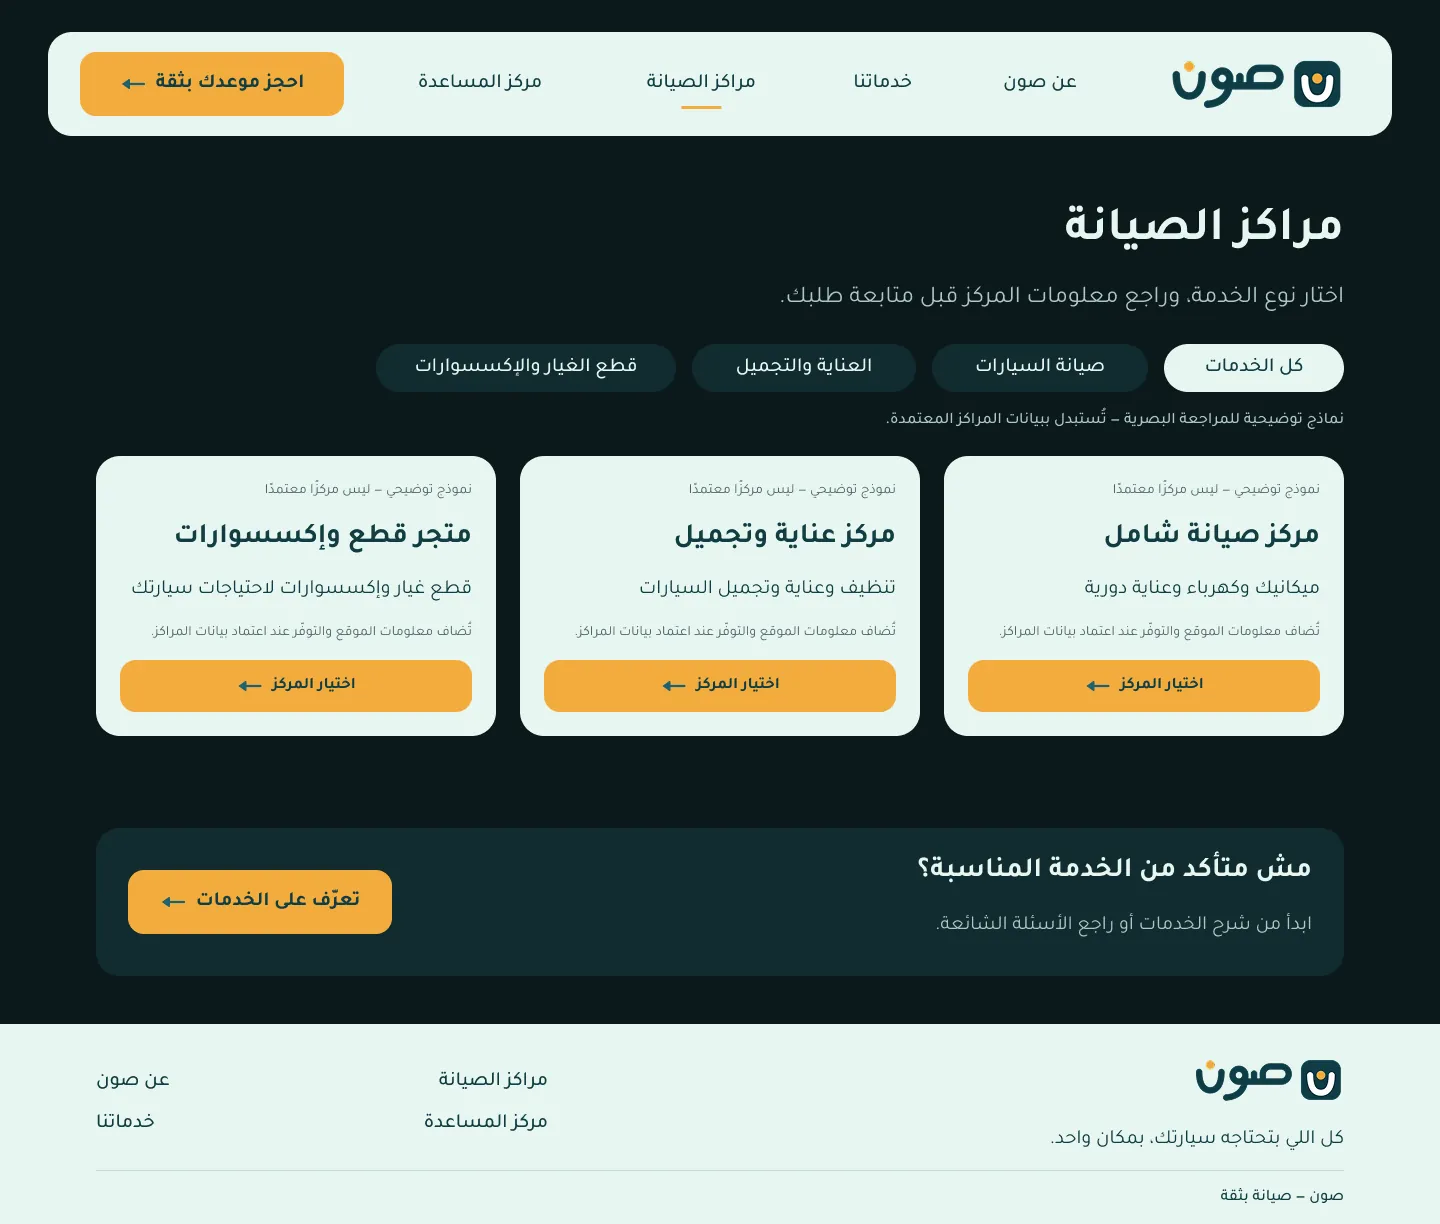 صون
عن صون
خدماتنا
مراكز الصيانة
مركز المساعدة
احجز موعدك بثقة
مراكز الصيانة
اختار نوع الخدمة، وراجع معلومات المركز قبل متابعة طلبك.
كل الخدمات
صيانة السيارات
العناية والتجميل
قطع الغيار والإكسسوارات
نماذج توضيحية للمراجعة البصرية – تُستبدل ببيانات المراكز المعتمدة.
نموذج توضيحي – ليس مركزًا معتمدًا
مركز صيانة شامل
ميكانيك وكهرباء وعناية دورية
تُضاف معلومات الموقع والتوفّر عند اعتماد بيانات المراكز.
اختيار المركز
نموذج توضيحي – ليس مركزًا معتمدًا
مركز عناية وتجميل
تنظيف وعناية وتجميل السيارات
تُضاف معلومات الموقع والتوفّر عند اعتماد بيانات المراكز.
اختيار المركز
نموذج توضيحي – ليس مركزًا معتمدًا
متجر قطع وإكسسوارات
قطع غيار وإكسسوارات لاحتياجات سيارتك
تُضاف معلومات الموقع والتوفّر عند اعتماد بيانات المراكز.
اختيار المركز
مش متأكد من الخدمة المناسبة؟
ابدأ من شرح الخدمات أو راجع الأسئلة الشائعة.
تعرّف على الخدمات
صون
كل اللي بتحتاجه سيارتك، بمكان واحد.
مراكز الصيانة
مركز المساعدة
عن صون
خدماتنا
صون – صيانة بثقة